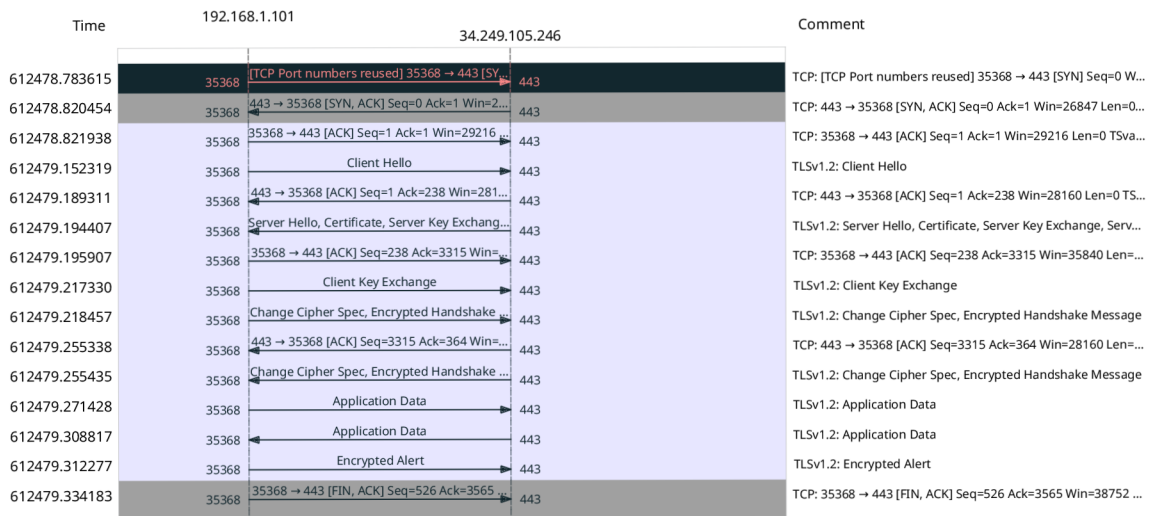 192.168.1.101
Time
Comment
34.249.105.246
612478.783615 35368 [TCP Port numbers reused] 35368 → 443 [SY... 443 TCP: [TCP Port numbers reused] 35368 → 443 [SYN] Seq=0 W...
612478.820454 35368 443 → 35368 [SYN, ACK] Seq=0 Ack=1 Win=2... 443 TCP: 443 → 35368 [SYN, ACK] Seq=0 Ack=1 Win=26847 Len=0...
612478.821938 35368 35368 → 443 [ACK] Seq=1 Ack=1 Win=29216 ... 443 TCP: 35368 → 443 [ACK] Seq=1 Ack=1 Win=29216 Len=0 TSva...
612479.152319 35368 Client Hello 443 TLSv1.2: Client Hello
612479.189311 35368 443 → 35368 [ACK] Seq=1 Ack=238 Win=281... 443 TCP: 443 → 35368 [ACK] Seq=1 Ack=238 Win=28160 Len=0 TS...
612479.194407 35368 Server Hello, Certificate, Server Key Exchang... 443 TLSv1.2: Server Hello, Certificate, Server Key Exchange, Serv...
612479.195907 35368 35368 → 443 [ACK] Seq=238 Ack=3315 Win=... 443 TCP: 35368 → 443 [ACK] Seq=238 Ack=3315 Win=35840 Len=...
612479.217330 35368 Client Key Exchange 443 TLSv1.2: Client Key Exchange
612479.218457 35368 Change Cipher Spec, Encrypted Handshake ... 443 TLSv1.2: Change Cipher Spec, Encrypted Handshake Message
612479.255338 35368 443 → 35368 [ACK] Seq=3315 Ack=364 Win=... 443 TCP: 443 → 35368 [ACK] Seq=3315 Ack=364 Win=28160 Len=...
612479.255435 35368 Change Cipher Spec, Encrypted Handshake ... 443 TLSv1.2: Change Cipher Spec, Encrypted Handshake Message
612479.271428 35368 Application Data 443 TLSv1.2: Application Data
612479.308817 35368 Application Data 443 TLSv1.2: Application Data
612479.312277 35368 Encrypted Alert 443 TLSv1.2: Encrypted Alert
612479.334183 35368 35368 → 443 [FIN, ACK] Seq=526 Ack=3565 ... 443 TCP: 35368 → 443 [FIN, ACK] Seq=526 Ack=3565 Win=38752 ...